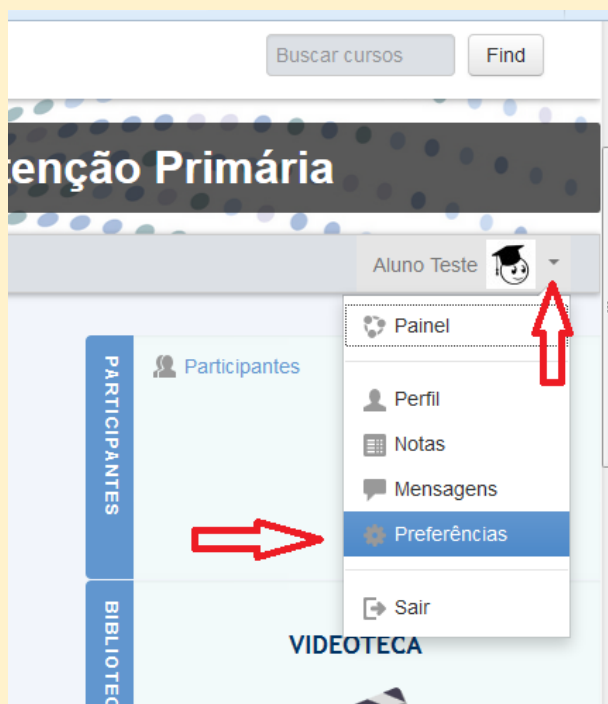 Buscar cursos
Find
tenção Primária
Aluno Teste
Painel
Perfil
Notas
Mensagens
Preferências
Sair
PARTICIPANTES
Participantes
BIBLIOTEC
VIDEOTECA